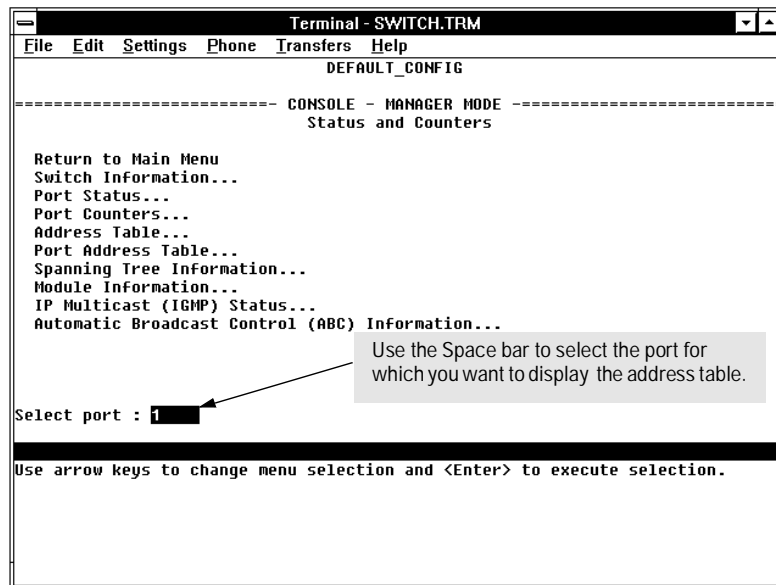 Terminal - SWITCH.TRM
File Edit Settings Phone Transfers Help
DEFAULT_CONFIG
==========================- CONSOLE - MANAGER MODE -==========================
Status and Counters
Return to Main Menu
Switch Information...
Port Status...
Port Counters...
Address Table...
Port Address Table...
Spanning Tree Information...
Module Information...
IP Multicast (IGMP) Status...
Automatic Broadcast Control (ABC) Information...
Use the Space bar to select the port for
which you want to display the address table.
Select port : 1
Use arrow keys to change menu selection and <Enter> to execute selection.